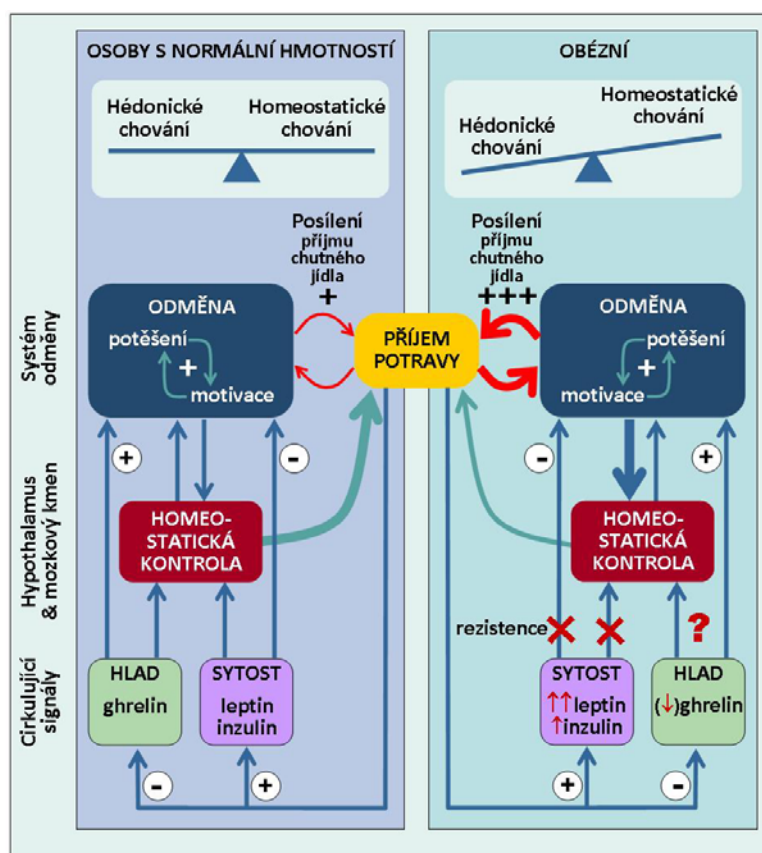 OSOBY S NORMÁLNÍ HMOTNOSTÍ
Hédonické
chování
Homeostatické
chování
Posílení
příjmu
chutného
jídla
+
ODMĚNA
potěšení
+
motivace
+
-
HOMEO-
STATICKÁ
KONTROLA
HLAD
ghrelin
SYTOST
leptin
inzulin
-
+
PŘÍJEM
POTRAVY
OBÉZNÍ
Hédonické
chování
Homeostatické
chování
Posílení
příjmu
chutného
jídla
+++
ODMĚNA
potěšení
+
motivace
-
+
HOMEO-
STATICKÁ
KONTROLA
rezistence
?
SYTOST
↑↑leptin
↑inzulin
HLAD
(↓)ghrelin
+
-
Systém
odměny
Hypothalamus
& mozkový kmen
Cirkulující
signály